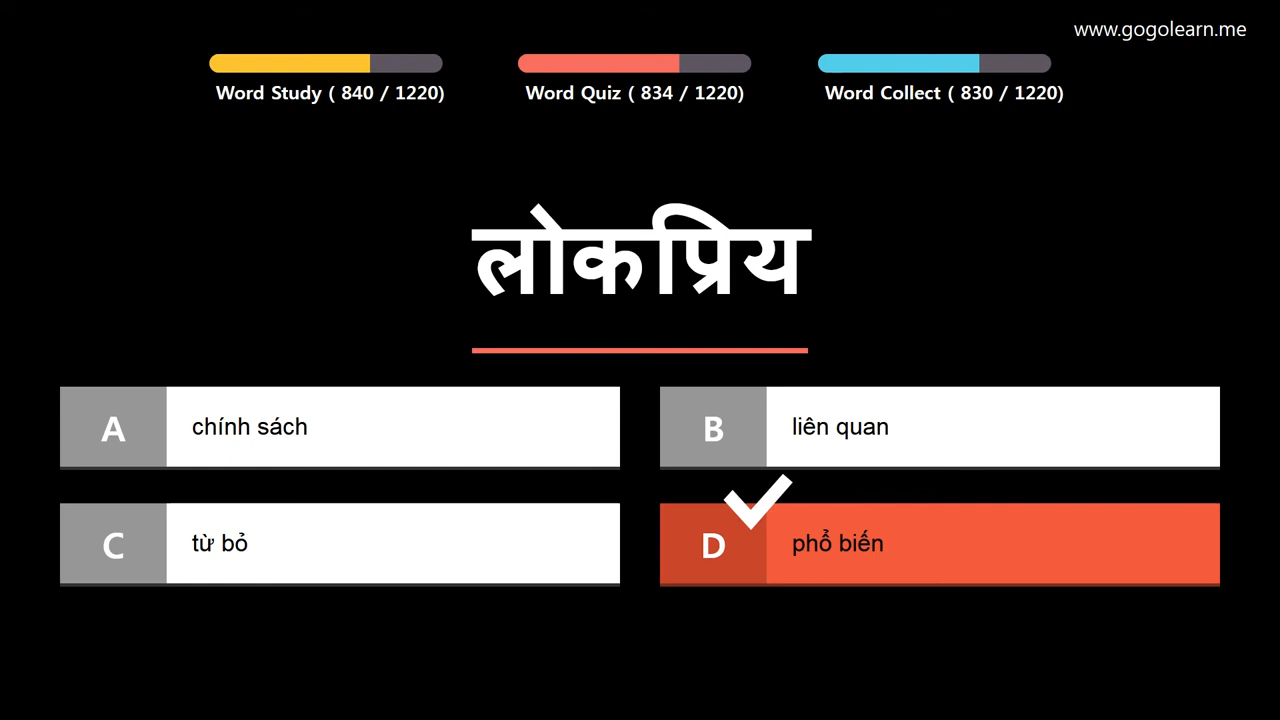 www.gogolearn.me
Word Study ( 840 / 1220)
Word Quiz ( 834 / 1220)
Word Collect ( 830 / 1220)
लोकप्रिय
A chính sách
B liên quan
C từ bỏ
D phổ biến